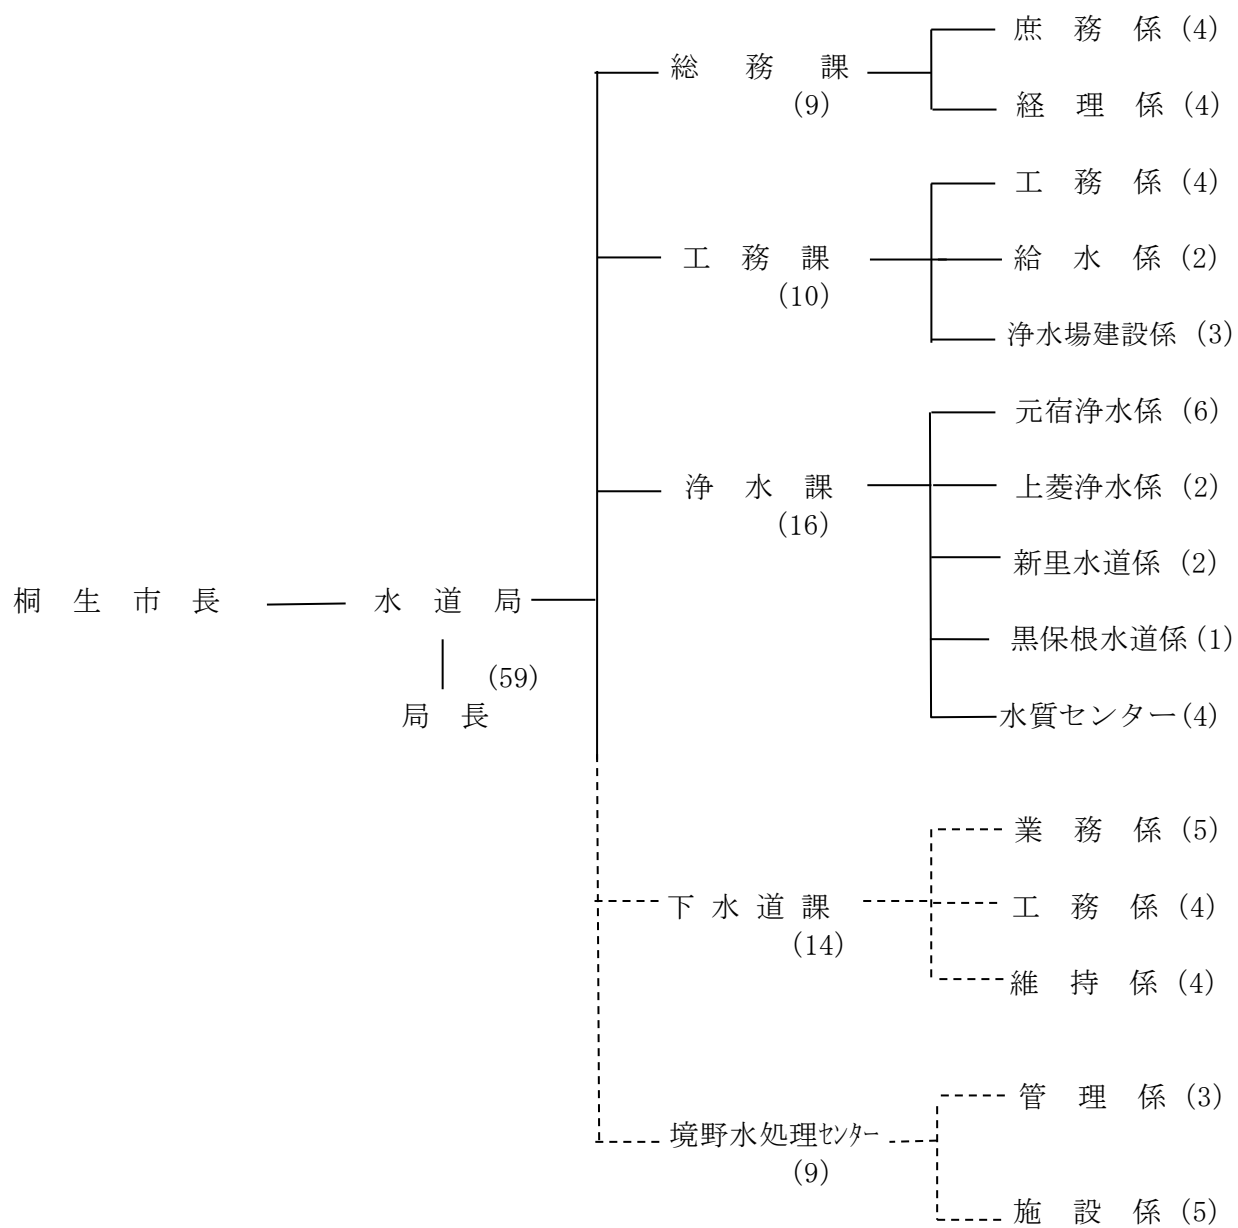 庶務係 (4)
総務課
(9)
経理係 (4)
工務係 (4)
工務課
(10)
給水係 (2)
浄水場建設係 (3)
元宿浄水係 (6)
浄水課
(16)
上菱浄水係 (2)
新里水道係 (2)
黒保根水道係 (1)
水質センター (4)
桐生市長
水道局
(59)
局長
業務係 (5)
下水道課
(14)
工務係 (4)
維持係 (4)
管理係 (3)
境野水処理ｾﾝﾀｰ
(9)
施設係 (5)